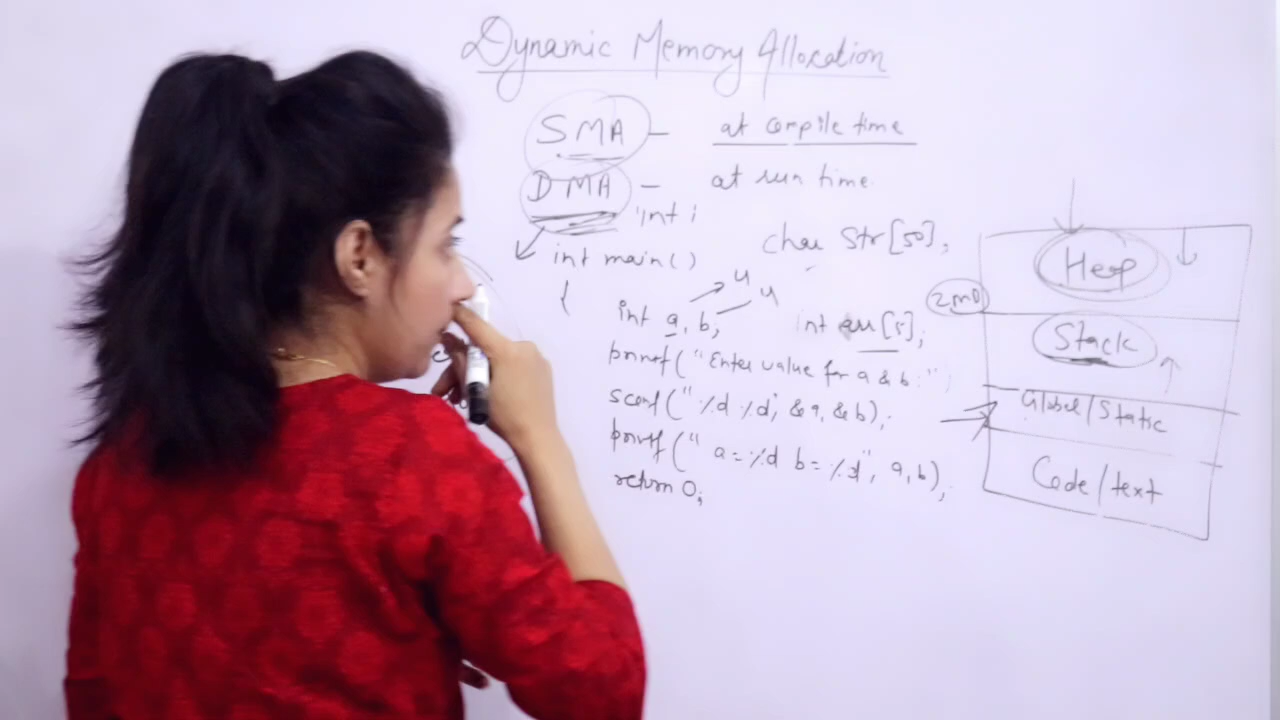 Dynamic Memory Allocation
SMA - at compile time
DMA - at run time
int i
char str[50],
int main()
{
int a, b;
4
4
int arr[5];
printf("Enter value for a & b:";
scanf("%d %d", &a, &b);
printf(" a=%d b=%d", a, b),
return 0;
Heap
Stack
Global/Static
Code/text